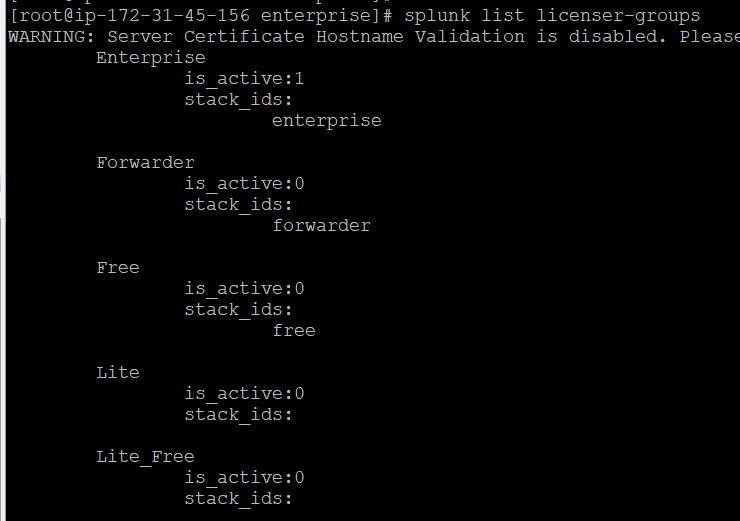 [root@ip-172-31-45-156 enterprise]# splunk list licenser-groups
WARNING: Server Certificate Hostname Validation is disabled. Please
Enterprise
is_active:1
stack_ids:
enterprise
Forwarder
is_active:0
stack_ids:
forwarder
Free
is_active:0
stack_ids:
free
Lite
is_active:0
stack_ids:
Lite_Free
is_active:0
stack_ids: